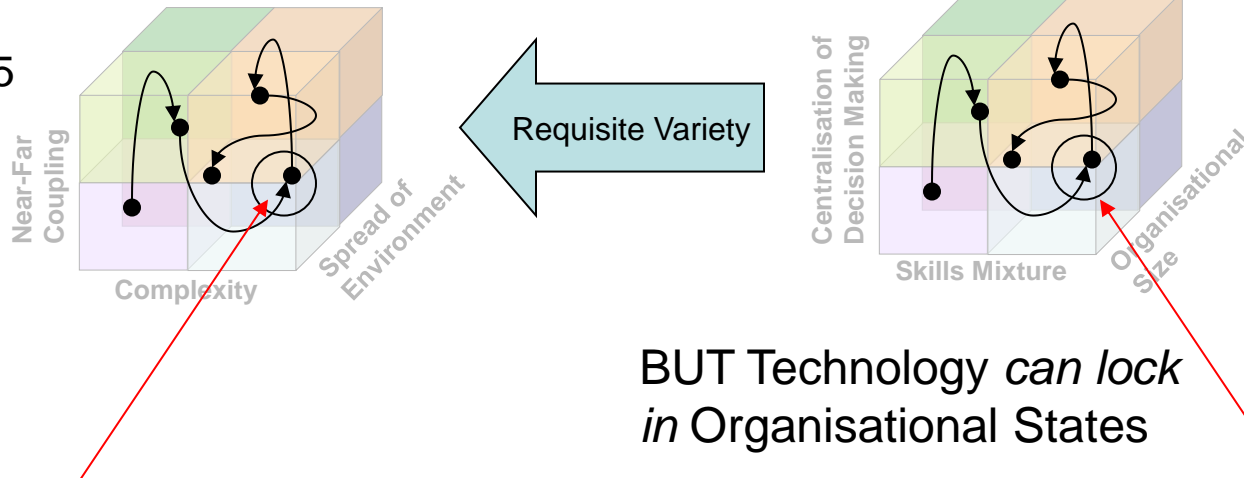 5
Near-Far
Coupling
Complexity
Spread of
Environment
Requisite Variety
Centralisation of
Decision Making
Skills Mixture
Organisational
Size
BUT Technology can lock
in Organisational States